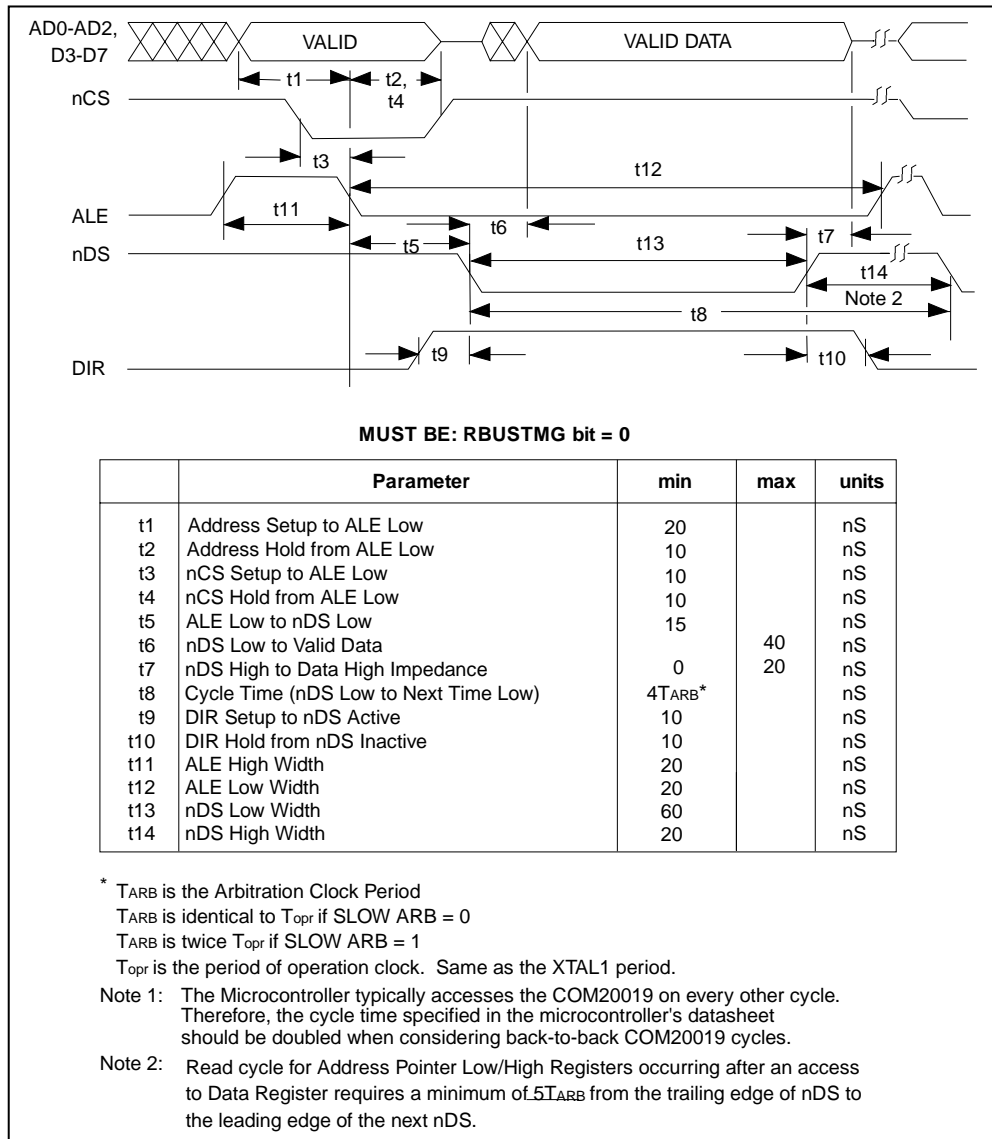 AD0-AD2,
D3-D7
VALID
VALID DATA
t1
t2,
t4
nCS
t3
t12
ALE
t11
t6
t7
nDS
t5
t13
t14
Note 2
t8
t9
t10
DIR
MUST BE: RBUSTMG bit = 0
Parameter min max units
t1 Address Setup to ALE Low 20 nS
t2 Address Hold from ALE Low 10 nS
t3 nCS Setup to ALE Low 10 nS
t4 nCS Hold from ALE Low 10 nS
t5 ALE Low to nDS Low 15 nS
t6 nDS Low to Valid Data 40 nS
t7 nDS High to Data High Impedance 0 20 nS
t8 Cycle Time (nDS Low to Next Time Low) 4TARB* nS
t9 DIR Setup to nDS Active 10 nS
t10 DIR Hold from nDS Inactive 10 nS
t11 ALE High Width 20 nS
t12 ALE Low Width 20 nS
t13 nDS Low Width 60 nS
t14 nDS High Width 20 nS
* TARB is the Arbitration Clock Period
TARB is identical to Topr if SLOW ARB = 0
TARB is twice Topr if SLOW ARB = 1
Topr is the period of operation clock. Same as the XTAL1 period.
Note 1: The Microcontroller typically accesses the COM20019 on every other cycle.
Therefore, the cycle time specified in the microcontroller's datasheet
should be doubled when considering back-to-back COM20019 cycles.
Note 2: Read cycle for Address Pointer Low/High Registers occurring after an access
to Data Register requires a minimum of 5TARB from the trailing edge of nDS to
the leading edge of the next nDS.